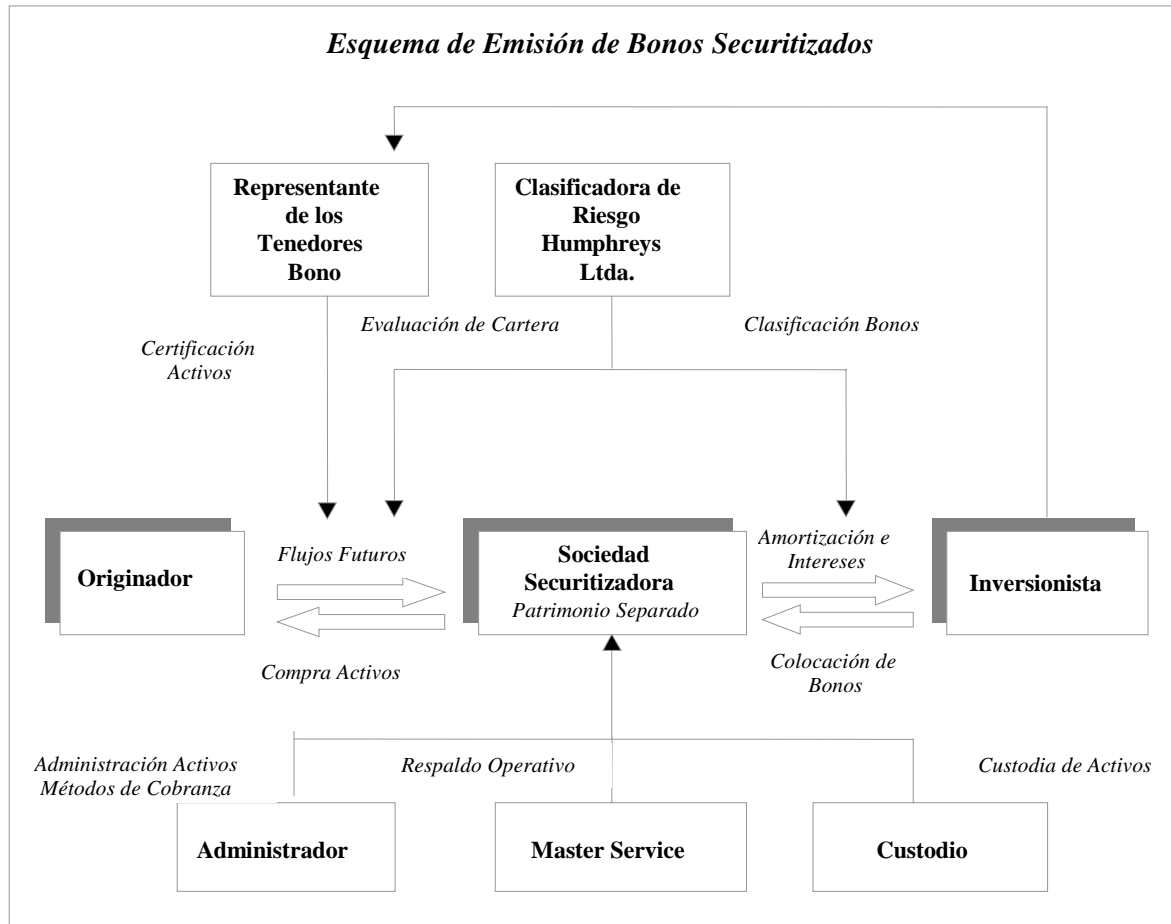 Esquema de Emisión de Bonos Securitizados
Representante
de los
Tenedores
Bono
Clasificadora de
Riesgo
Humphreys
Ltda.
Evaluación de Cartera
Clasificación Bonos
Certificación
Activos
Originador
Flujos Futuros
Compra Activos
Sociedad
Securitizadora
Patrimonio Separado
Amortización e
Intereses
Colocación de
Bonos
Inversionista
Administración Activos
Métodos de Cobranza
Respaldo Operativo
Custodia de Activos
Administrador
Master Service
Custodio